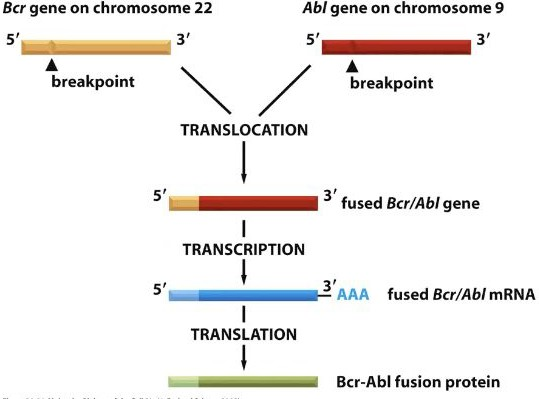 Bcr gene on chromosome 22
Abl gene on chromosome 9
5′ 3′ 5′ 3′
breakpoint
breakpoint
TRANSLOCATION
5′ 3′ fused Bcr/Abl gene
TRANSCRIPTION
5′ 3′ AAA fused Bcr/Abl mRNA
TRANSLATION
Bcr-Abl fusion protein